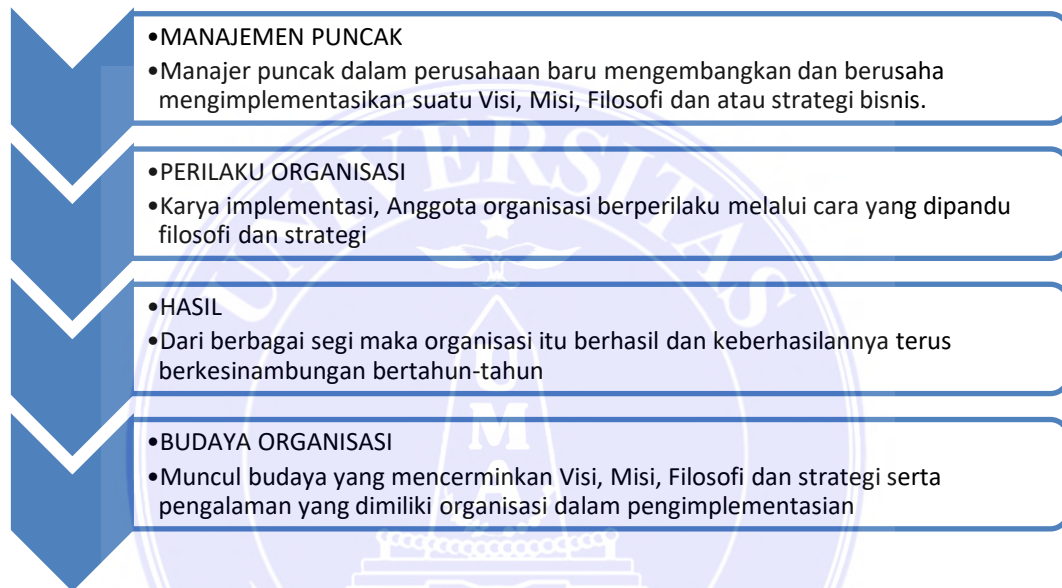 •MANAJEMEN PUNCAK
•Manajer puncak dalam perusahaan baru mengembangkan dan berusaha
mengimplementasikan suatu Visi, Misi, Filosofi dan atau strategi bisnis.
•PERILAKU ORGANISASI
•Karya implementasi, Anggota organisasi berperilaku melalui cara yang dipandu
filosofi dan strategi
•HASIL
•Dari berbagai segi maka organisasi itu berhasil dan keberhasilannya terus
berkesinambungan bertahun-tahun
•BUDAYA ORGANISASI
•Muncul budaya yang mencerminkan Visi, Misi, Filosofi dan strategi serta
pengalaman yang dimiliki organisasi dalam pengimplementasian
UNIVERSITAS
U
M
A